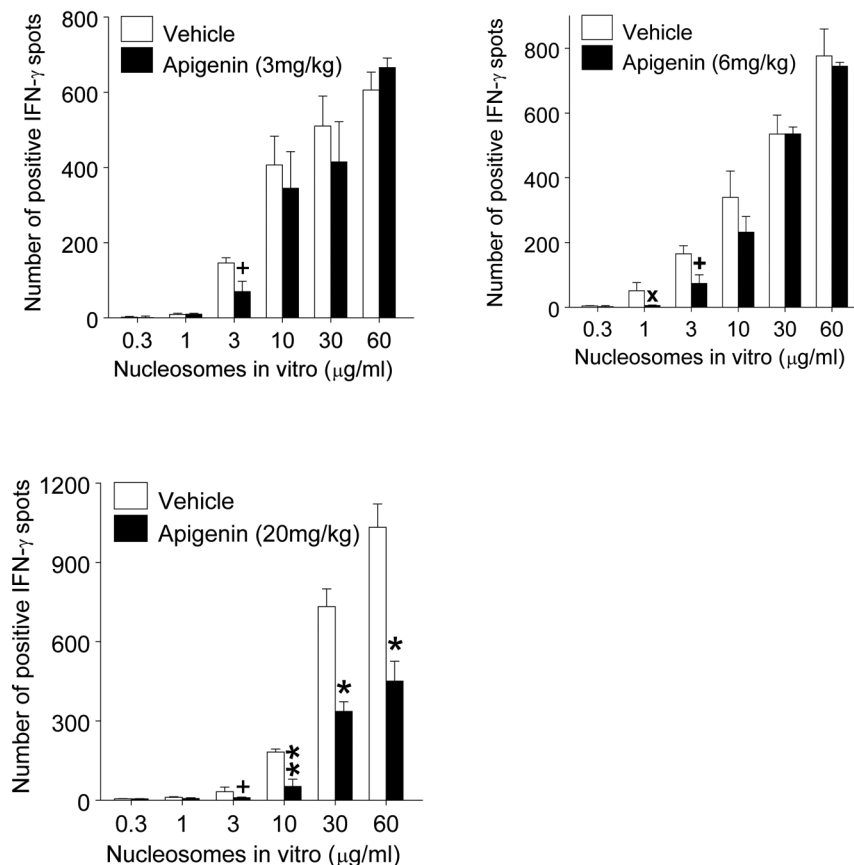 Number of positive IFN-γ spots
800
600
400
200
0
Vehicle
Apigenin (3mg/kg)
+
0.3 1 3 10 30 60
Nucleosomes in vitro (μg/ml)
Number of positive IFN-γ spots
800
600
400
200
0
Vehicle
Apigenin (6mg/kg)
x
+
0.3 1 3 10 30 60
Nucleosomes in vitro (μg/ml)
Number of positive IFN-γ spots
1200
900
600
300
0
Vehicle
Apigenin (20mg/kg)
+
**
*
*
0.3 1 3 10 30 60
Nucleosomes in vitro (μg/ml)